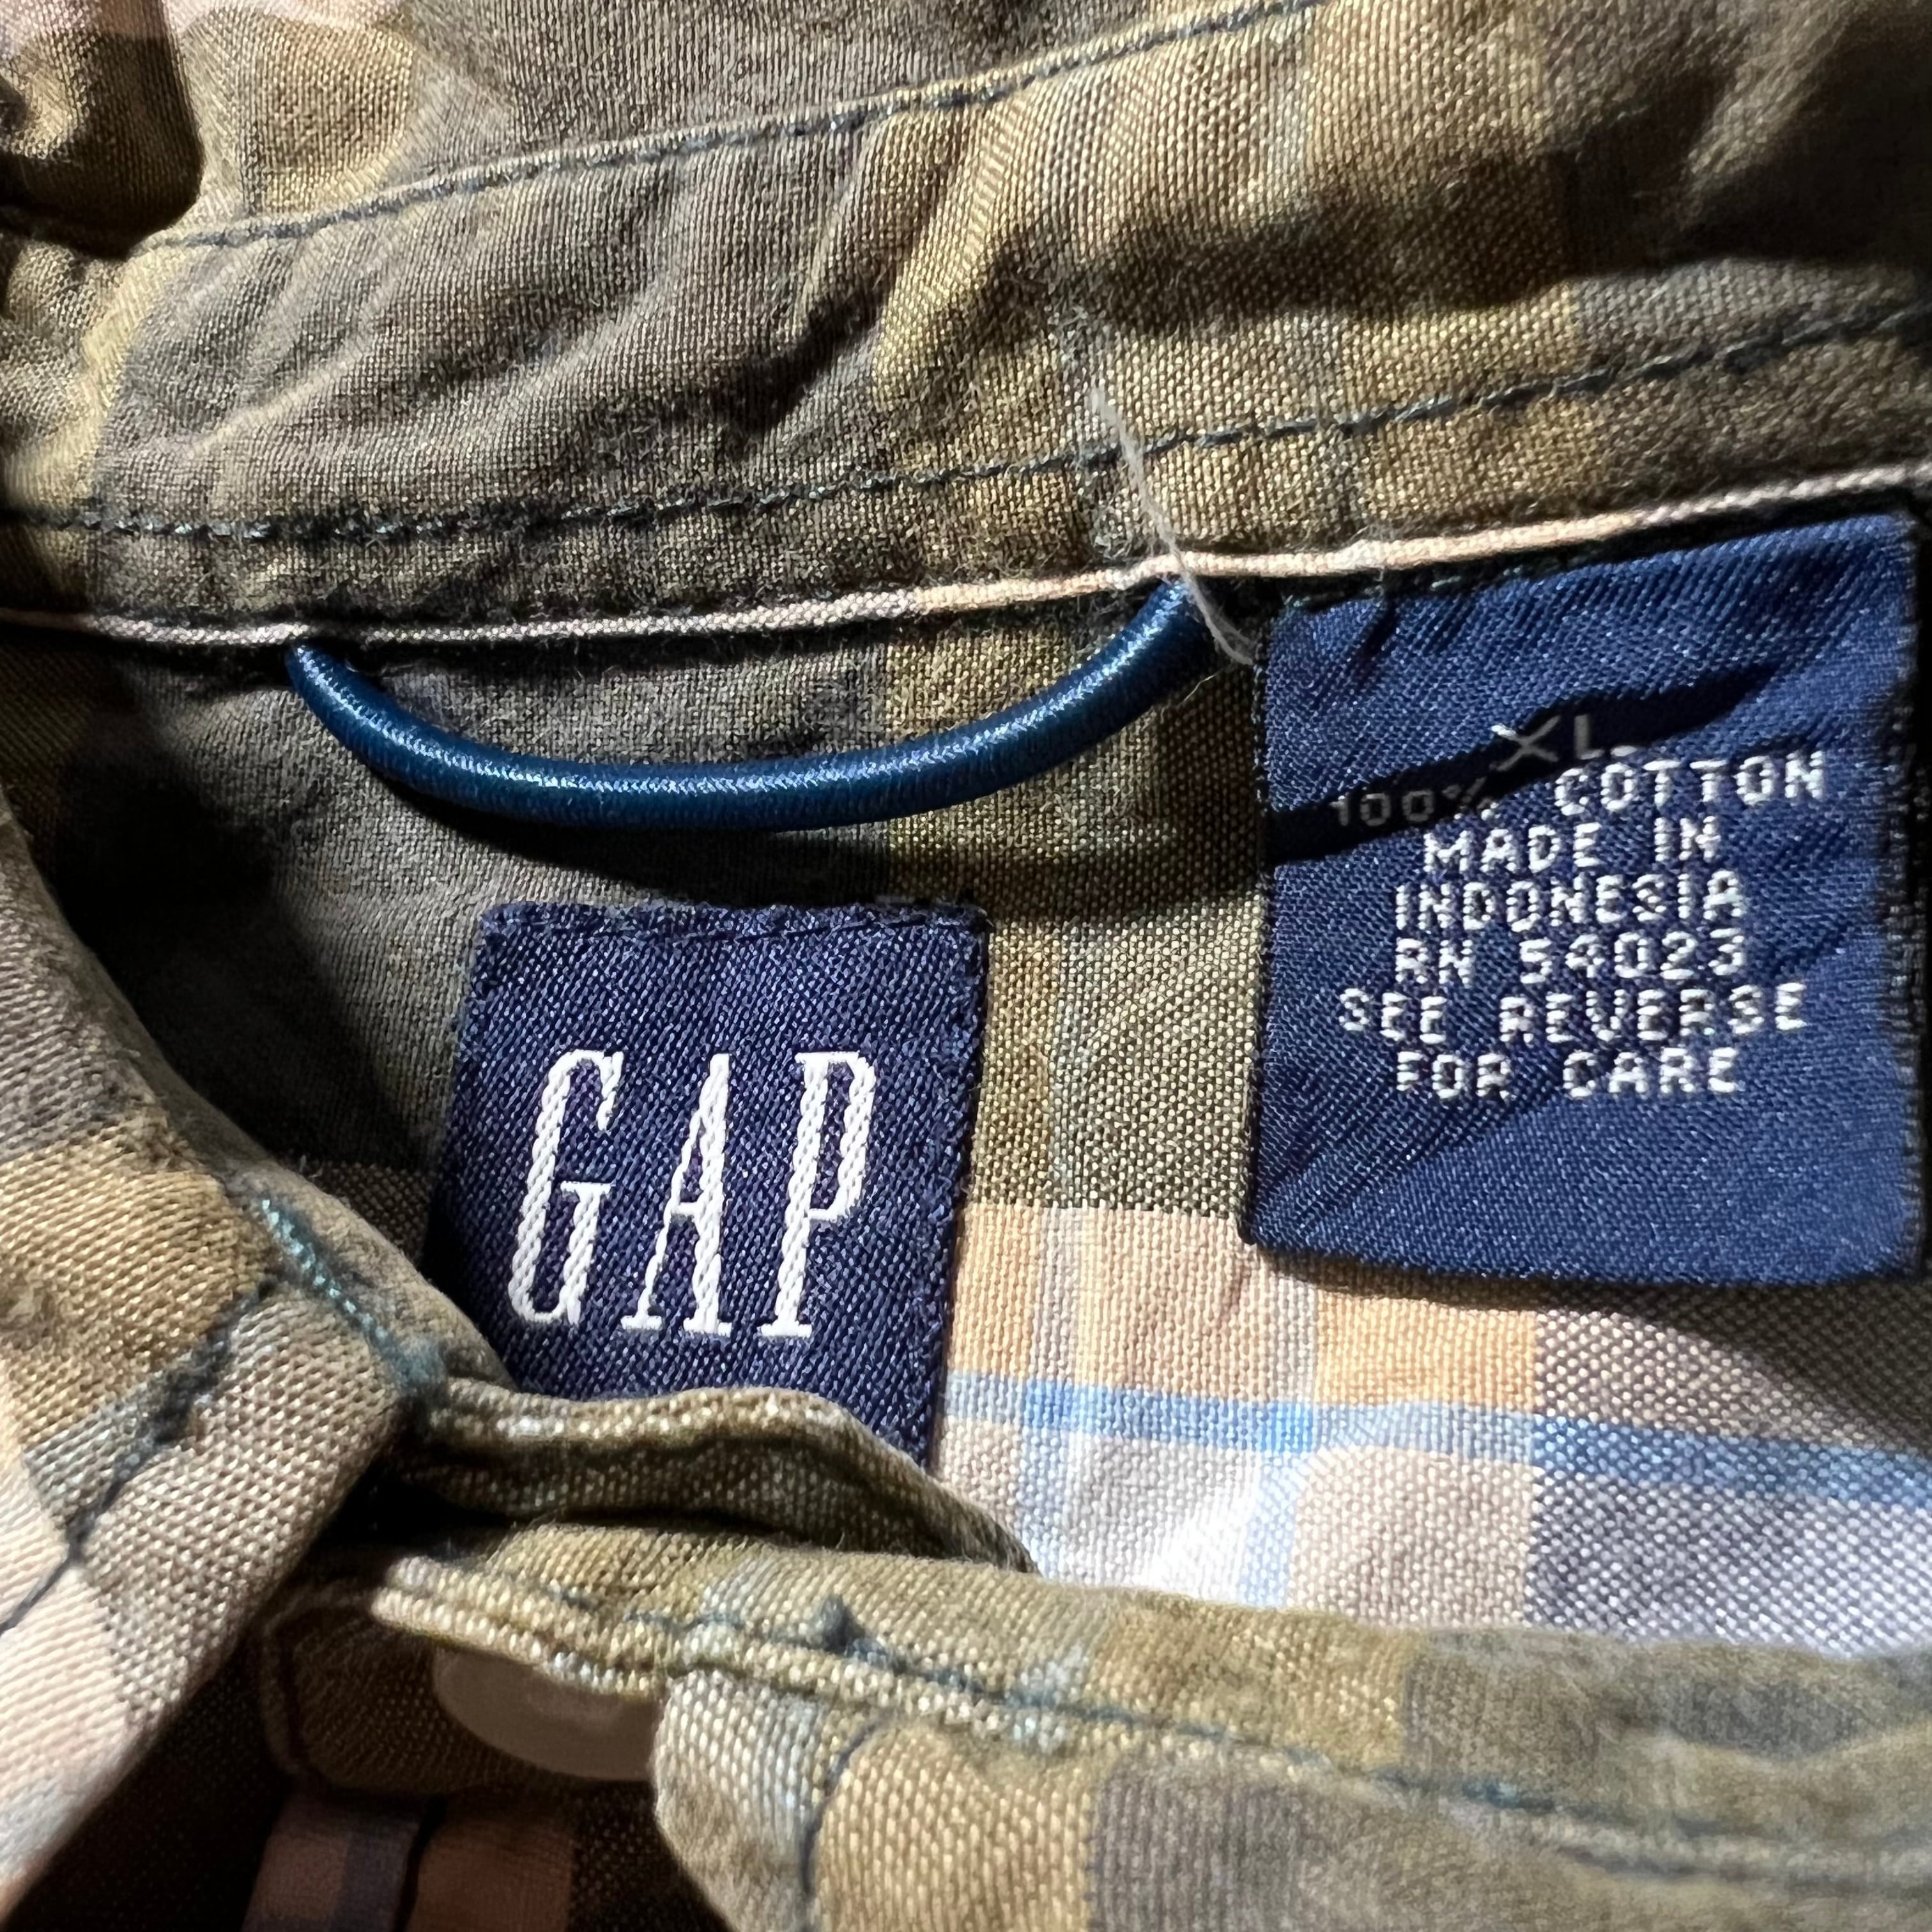 GAP
XL
100% COTTON
MADE IN
INDONESIA
RN 54023
SEE REVERSE
FOR CARE